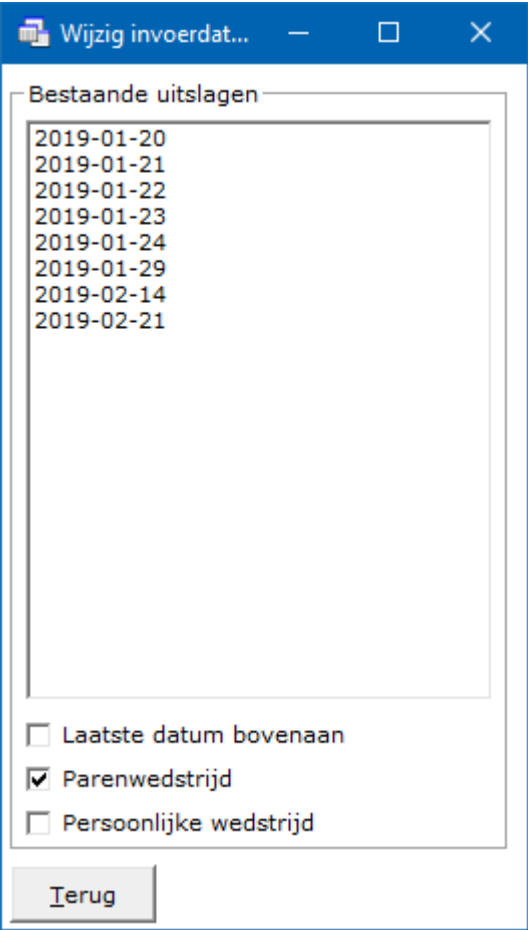 Wijzig invoerdat...
Bestaande uitslagen
2019-01-20
2019-01-21
2019-01-22
2019-01-23
2019-01-24
2019-01-29
2019-02-14
2019-02-21
Laatste datum bovenaan
Parenwedstrijd
Persoonlijke wedstrijd
Terug